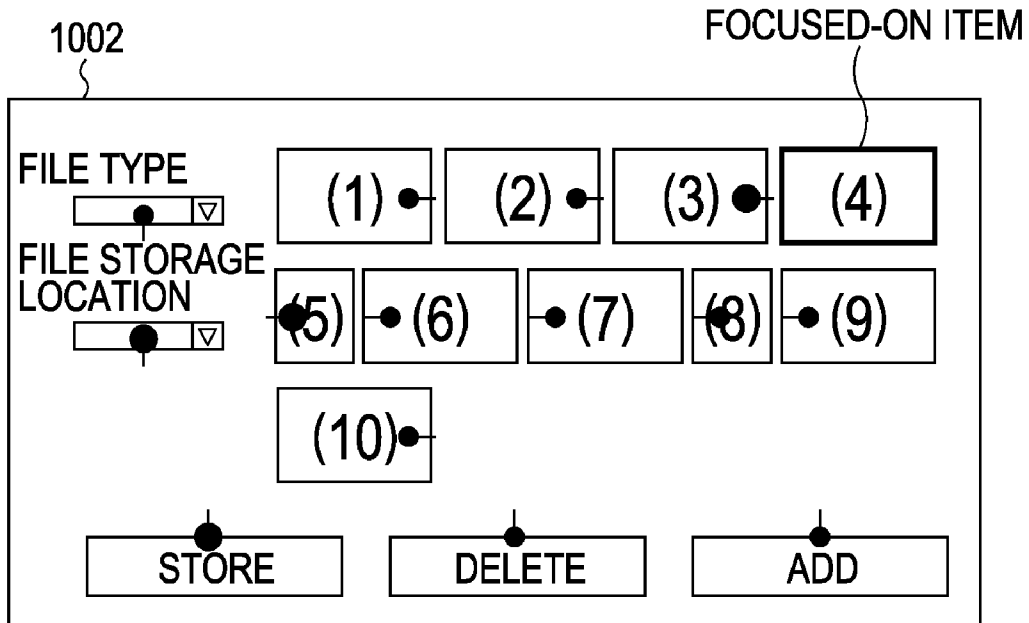 1002
FOCUSED-ON ITEM
FILE TYPE
(1) (2) (3) (4)
FILE STORAGE
LOCATION
(5) (6) (7) (8) (9)
(10)
STORE DELETE ADD